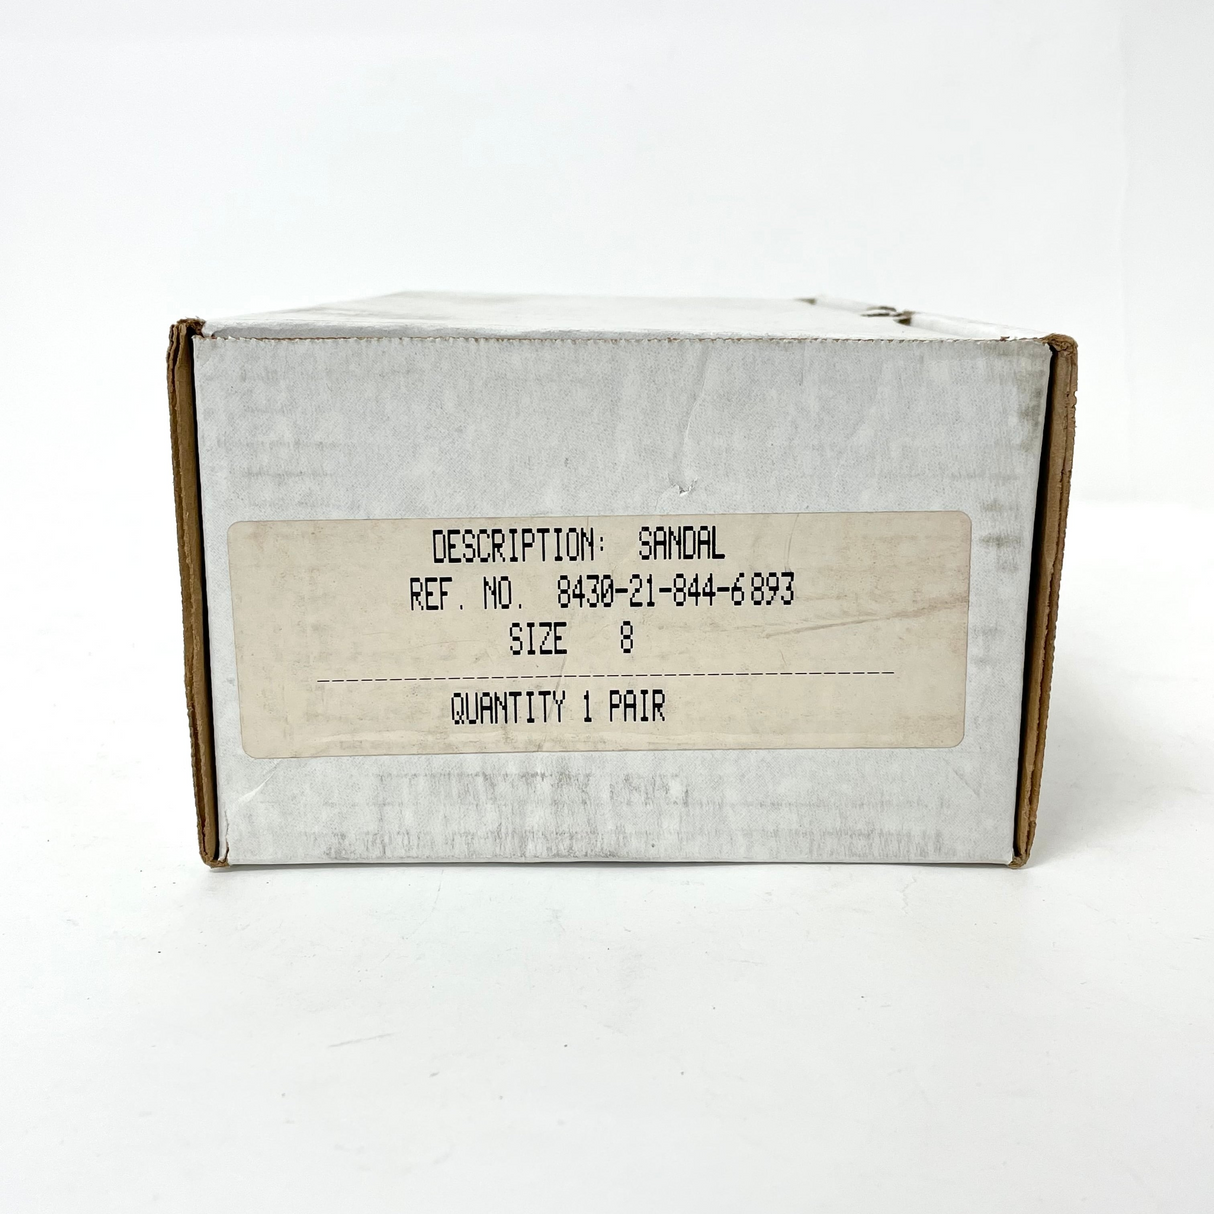 DESCRIPTION: SANDAL
REF. NO. 8430-21-844-6893
SIZE 8
QUANTITY 1 PAIR